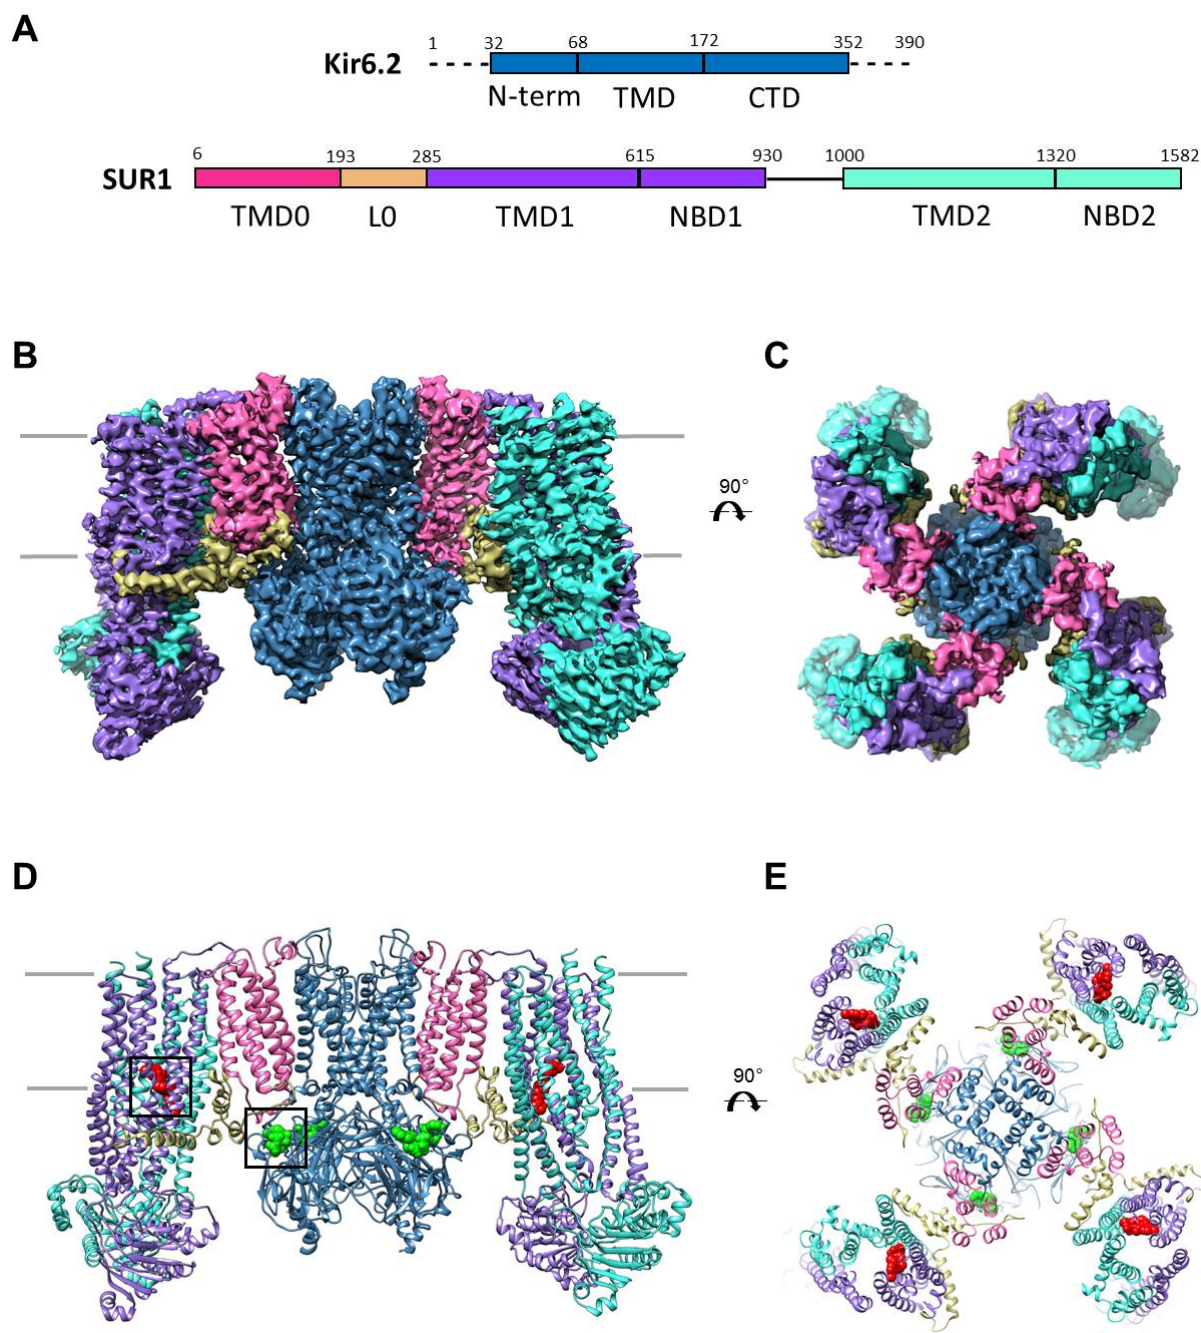 A
1 32 68 172 352 390
Kir6.2
N-term TMD CTD
6 193 285 615 930 1000 1320 1582
SUR1
TMD0 L0 TMD1 NBD1 TMD2 NBD2
B C
90°
D E
90°